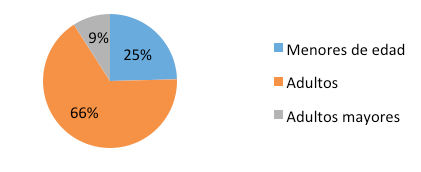 9%
25%
66%
Menores de edad
Adultos
Adultos mayores